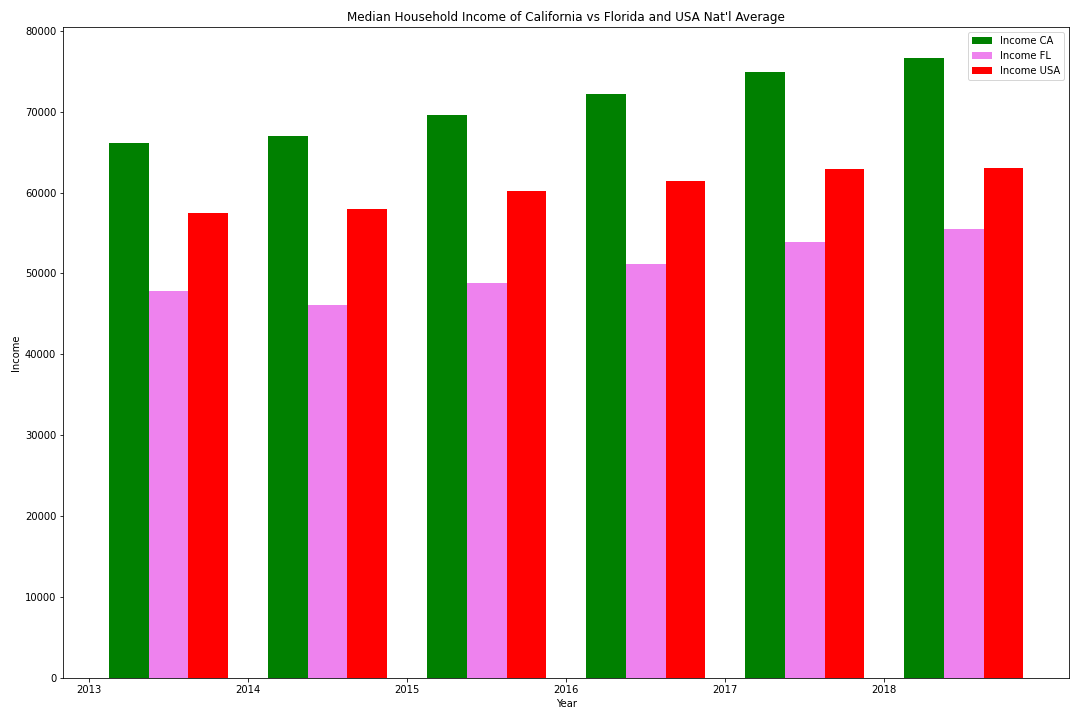 Median Household Income of California vs Florida and USA Nat'l Average
Income CA
Income FL
Income USA
80000
70000
60000
50000
40000
30000
20000
10000
0
Income
2013 2014 2015 2016 2017 2018
Year